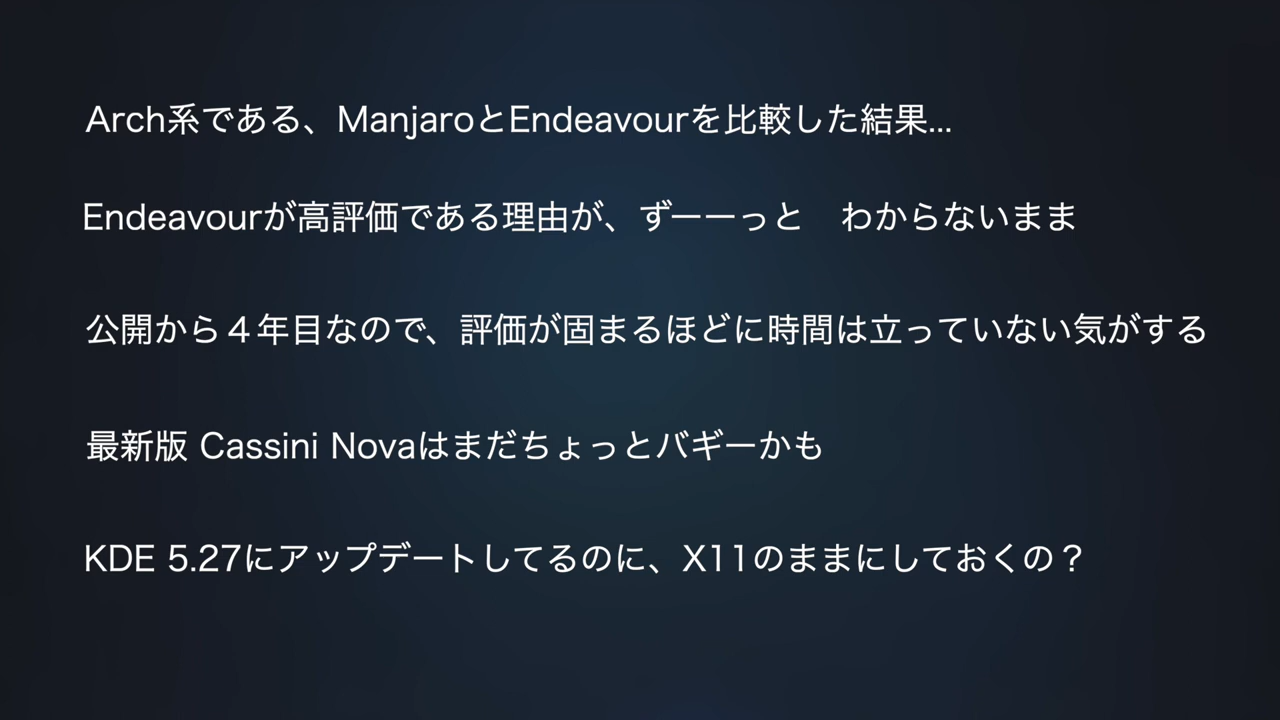 Arch系である、ManjaroとEndeavourを比較した結果...
Endeavourが高評価である理由が、ずーーっと　わからないまま
公開から４年目なので、評価が固まるほどに時間は立っていない気がする
最新版 Cassini Novaはまだちょっとバギーかも
KDE 5.27にアップデートしてるのに、X11のままにしておくの？